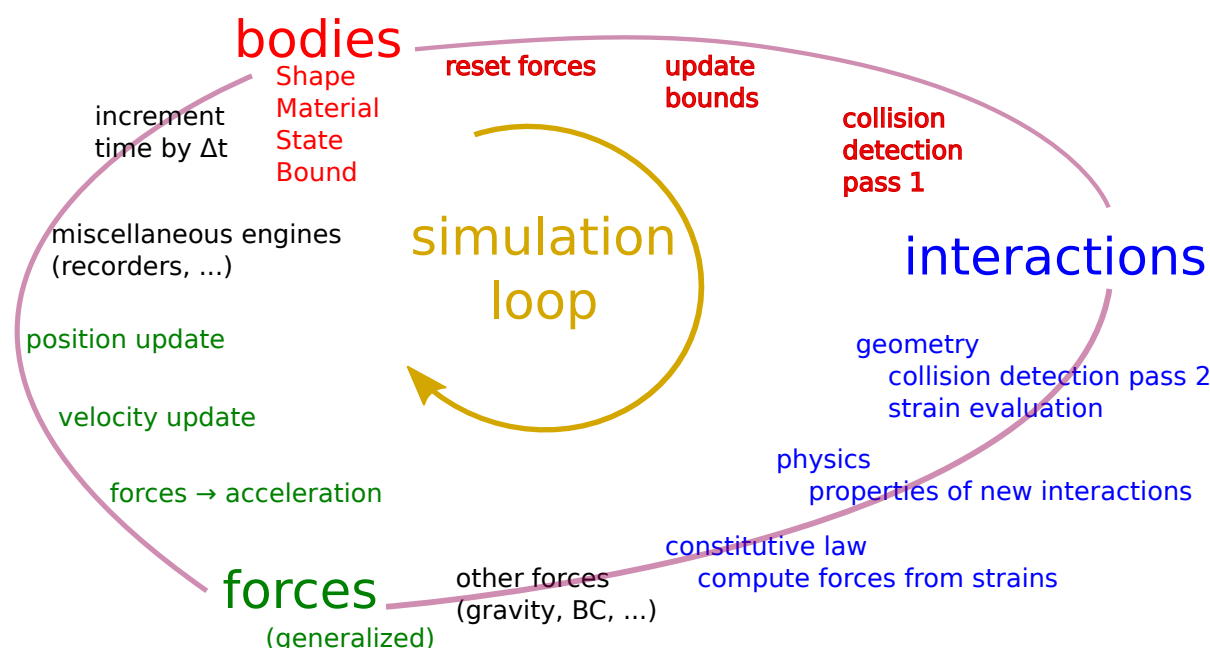 bodies
Shape
Material
State
Bound
reset forces
update
bounds
collision
detection
pass 1
interactions
geometry
collision detection pass 2
strain evaluation
physics
properties of new interactions
constitutive law
compute forces from strains
other forces
(gravity, BC, ...)
forces
(generalized)
forces → acceleration
velocity update
position update
miscellaneous engines
(recorders, ...)
increment
time by Δt
simulation
loop